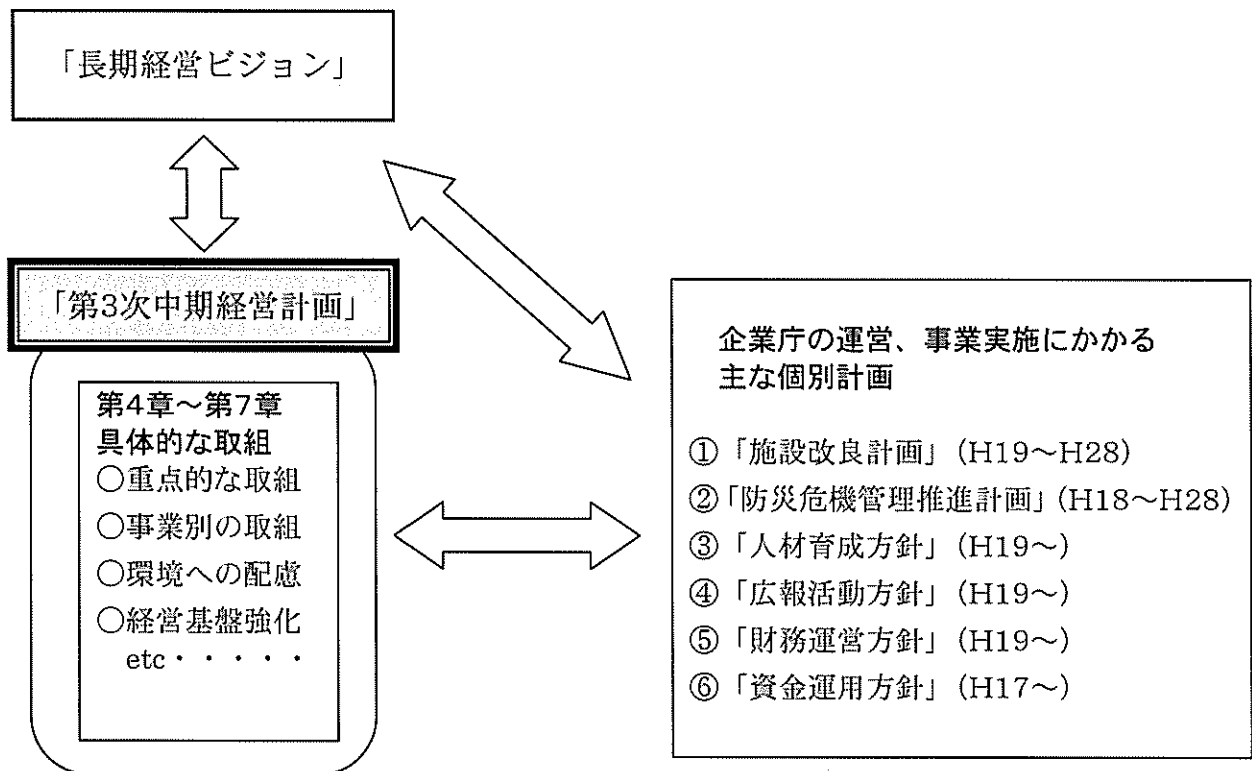 「長期経営ビジョン」
「第3次中期経営計画」
第4章～第7章
具体的な取組
○重点的な取組
○事業別の取組
○環境への配慮
○経営基盤強化
etc・・・・・
企業庁の運営、事業実施にかかる
主な個別計画
①「施設改良計画」(H19～H28)
②「防災危機管理推進計画」(H18～H28)
③「人材育成方針」(H19～)
④「広報活動方針」(H19～)
⑤「財務運営方針」(H19～)
⑥「資金運用方針」(H17～)